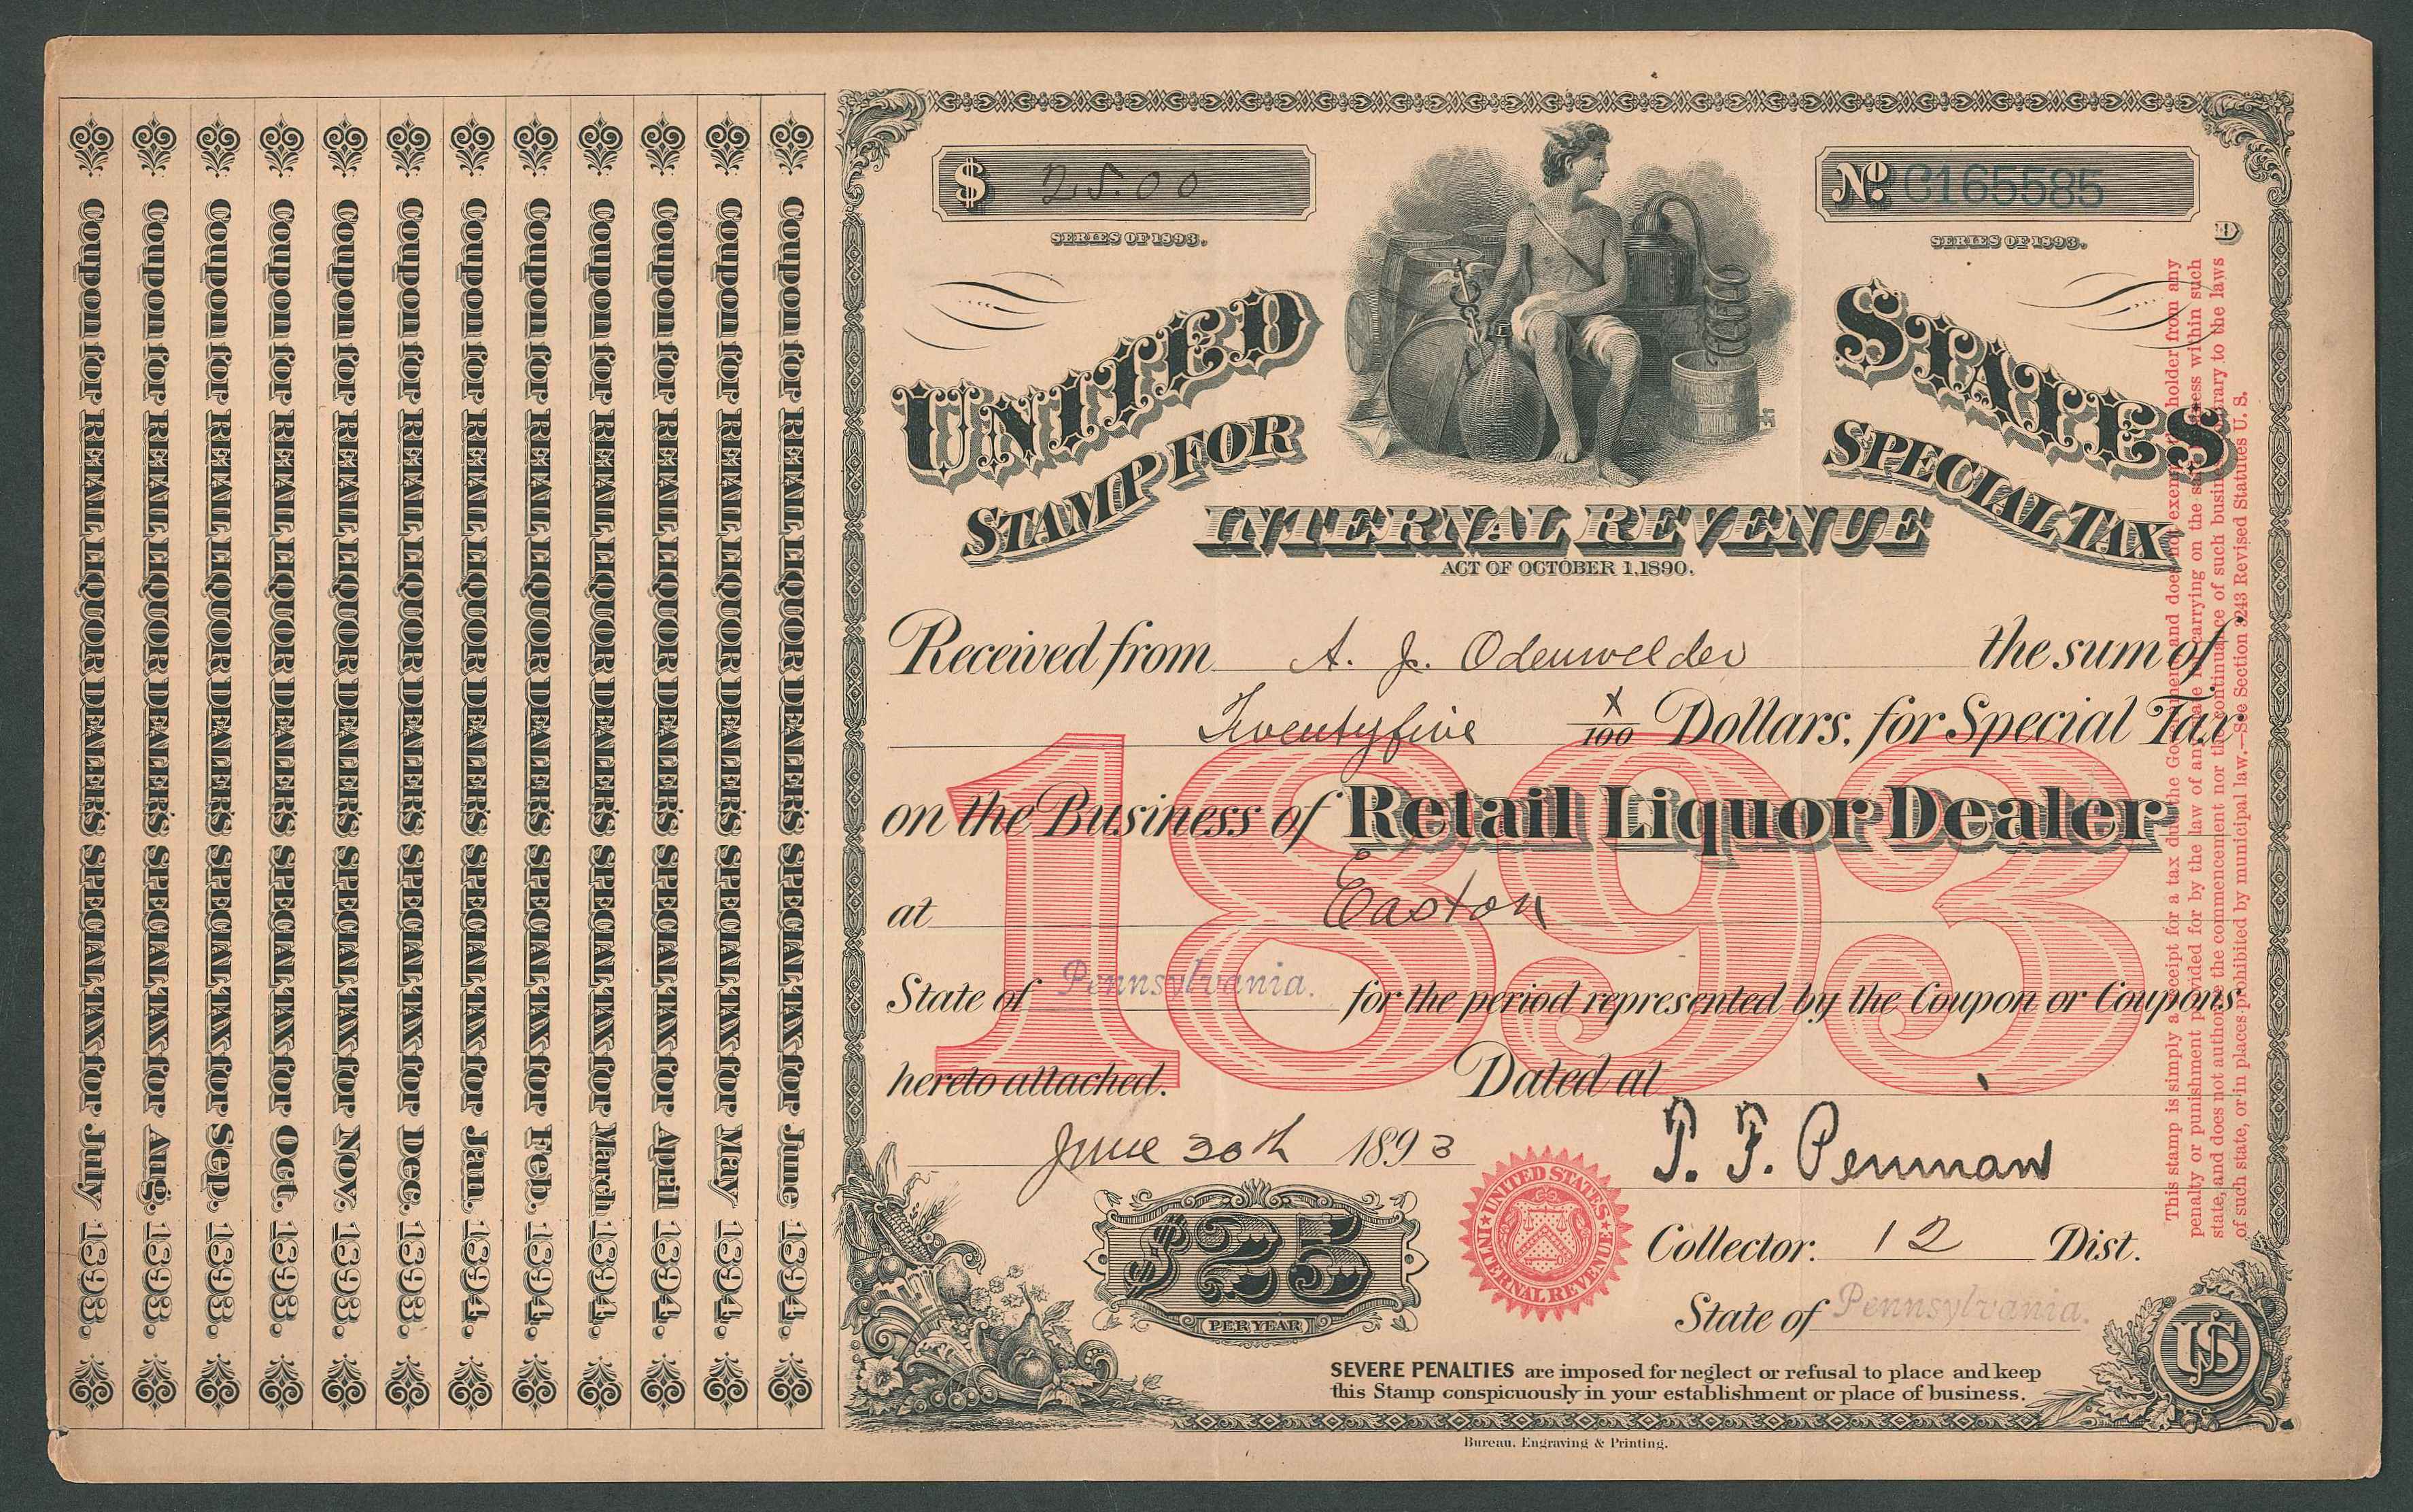 Coupon for RETAIL LIQUOR DEALER'S SPECIAL TAX for July 1893.
Coupon for RETAIL LIQUOR DEALER'S SPECIAL TAX for Aug. 1893.
Coupon for RETAIL LIQUOR DEALER'S SPECIAL TAX for Sep. 1893.
Coupon for RETAIL LIQUOR DEALER'S SPECIAL TAX for Oct. 1893.
Coupon for RETAIL LIQUOR DEALER'S SPECIAL TAX for Nov. 1893.
Coupon for RETAIL LIQUOR DEALER'S SPECIAL TAX for Dec. 1893.
Coupon for RETAIL LIQUOR DEALER'S SPECIAL TAX for Jan. 1894.
Coupon for RETAIL LIQUOR DEALER'S SPECIAL TAX for Feb. 1894.
Coupon for RETAIL LIQUOR DEALER'S SPECIAL TAX for March 1894.
Coupon for RETAIL LIQUOR DEALER'S SPECIAL TAX for April 1894.
Coupon for RETAIL LIQUOR DEALER'S SPECIAL TAX for May 1894.
Coupon for RETAIL LIQUOR DEALER'S SPECIAL TAX for June 1894.
$ 25.00
SERIES OF 1893.
No. C165585
SERIES OF 1893.
D
UNITED STATES
STAMP FOR SPECIAL TAX
INTERNAL REVENUE
ACT OF OCTOBER 1, 1890.
Received from A. J. Odenwelder the sum of
Twentyfive x/100 Dollars, for Special Tax
on the Business of Retail Liquor Dealer
1893
at Easton
State of Pennsylvania. for the period represented by the Coupon or Coupons
hereto attached. Dated at
June 30th 1893
T. F. Penman
Collector. 12 Dist.
State of Pennsylvania.
UNITED STATES INTERNAL REVENUE
$25
PER YEAR
US
SEVERE PENALTIES are imposed for neglect or refusal to place and keep
this Stamp conspicuously in your establishment or place of business.
Bureau, Engraving & Printing.
This stamp is simply a receipt for a tax due the Government and does not exempt the holder from any
penalty or punishment provided for by the law of any state for carrying on the said business within such
state, and does not authorize the commencement nor the continuance of such business contrary to the laws
of such state, or in places prohibited by municipal law.—See Section 3243 Revised Statutes U. S.